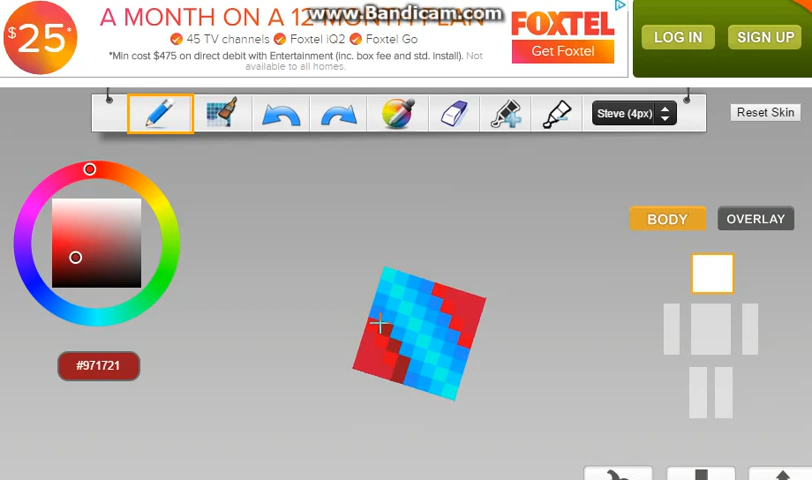 www.Bandicam.com
$25*
A MONTH ON A 12 MONTH PLAN
45 TV channels Foxtel iQ2 Foxtel Go
*Min cost $475 on direct debit with Entertainment (inc. box fee and std. install). Not
available to all homes.
FOXTEL
Get Foxtel
LOG IN
SIGN UP
Steve (4px)
Reset Skin
BODY
OVERLAY
#971721